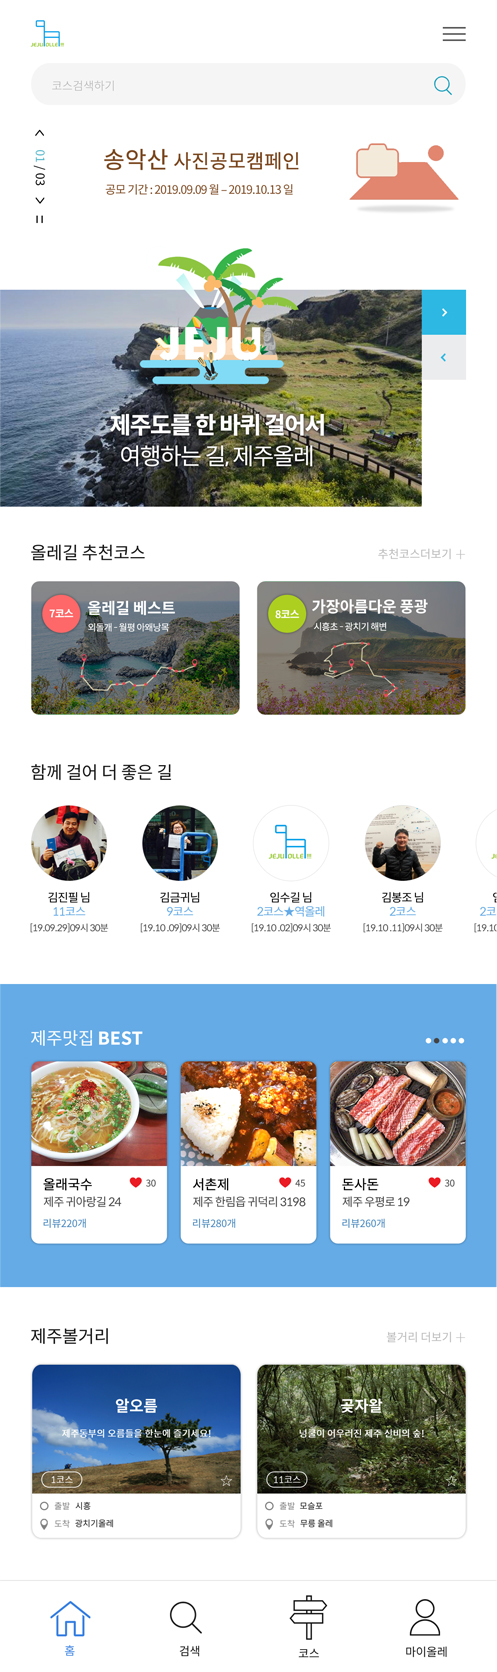 JEJU OLLE !!!
코스검색하기
01 / 03
송악산 사진공모캠페인
공모 기간 : 2019.09.09 월 – 2019.10.13 일
JEJU
제주도를 한 바퀴 걸어서
여행하는 길, 제주올레
올레길 추천코스
추천코스더보기 +
7코스
올레길 베스트
외돌개 - 월평 아왜낭목
8코스
가장아름다운 풍광
시흥초 - 광치기 해변
함께 걸어 더 좋은 길
JEJU OLLE !!!
김진필 님
11코스
[19.09.29]09시 30분
김금귀님
9코스
[19.10 .09]09시 30분
임수길 님
2코스★역올레
[19.10 .02]09시 30분
김봉조 님
2코스
[19.10 .11]09시 30분
제주맛집 BEST
올래국수
30
제주 귀아랑길 24
리뷰220개
서촌제
45
제주 한림읍 귀덕리 3198
리뷰280개
돈사돈
30
제주 우평로 19
리뷰260개
제주볼거리
볼거리 더보기 +
알오름
제주동부의 오름들을 한눈에 즐기세요!
1코스
출발 시흥
도착 광치기올레
곶자왈
넝쿨이 어우러진 제주 신비의 숲!
11코스
출발 모슬포
도착 무릉 올레
홈
검색
코스
마이올레